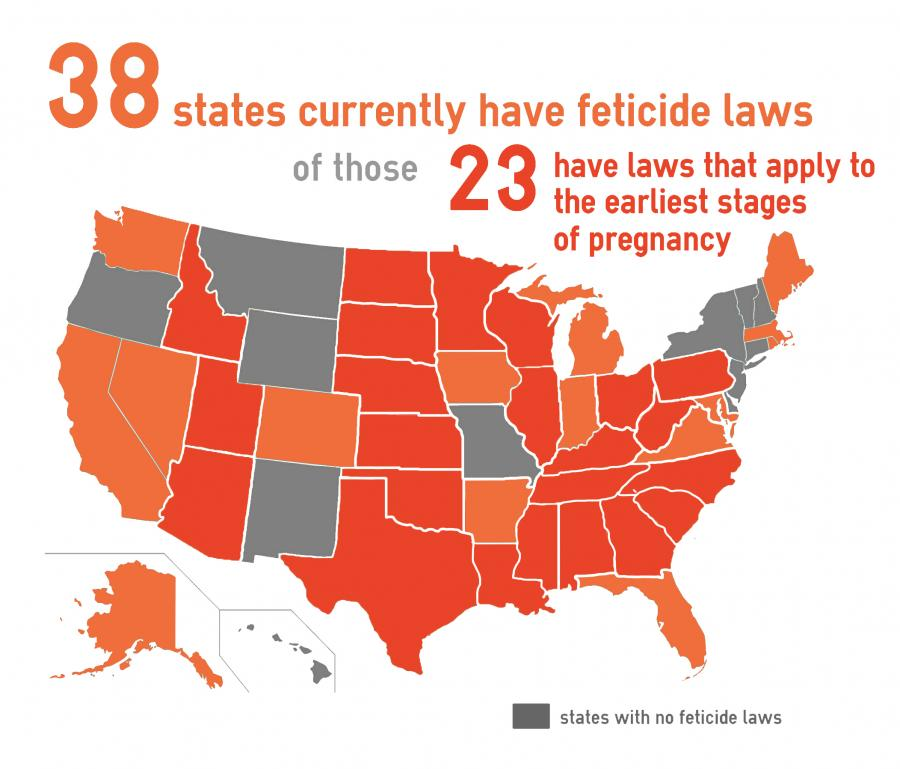 38 states currently have feticide laws
of those 23 have laws that apply to
the earliest stages
of pregnancy
states with no feticide laws